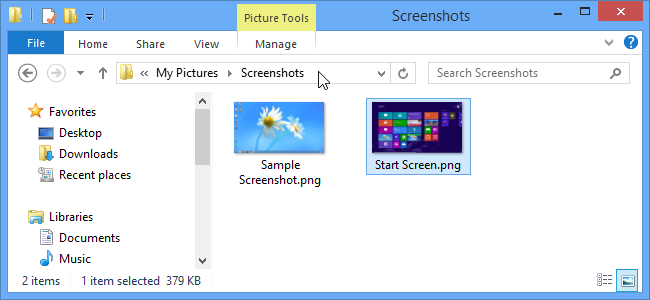 Picture Tools
Screenshots
File
Home
Share
View
Manage
« My Pictures
Screenshots
Search Screenshots
Favorites
Desktop
Downloads
Recent places
Libraries
Documents
Music
Sample
Screenshot.png
Start Screen.png
2 items
1 item selected 379 KB